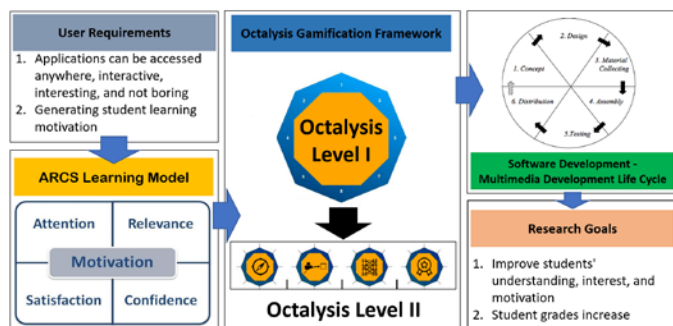 User Requirements
1. Applications can be accessed
anywhere, interactive,
interesting, and not boring
2. Generating student learning
motivation
ARCS Learning Model
Attention
Relevance
Motivation
Satisfaction
Confidence
Octalysis Gamification Framework
Octalysis
Level I
Octalysis Level II
2. Design
1. Concept
3. Material
Collecting
6. Distribution
4. Assembly
5.Testing
Software Development -
Multimedia Development Life Cycle
Research Goals
1. Improve students'
understanding, interest, and
motivation
2. Student grades increase